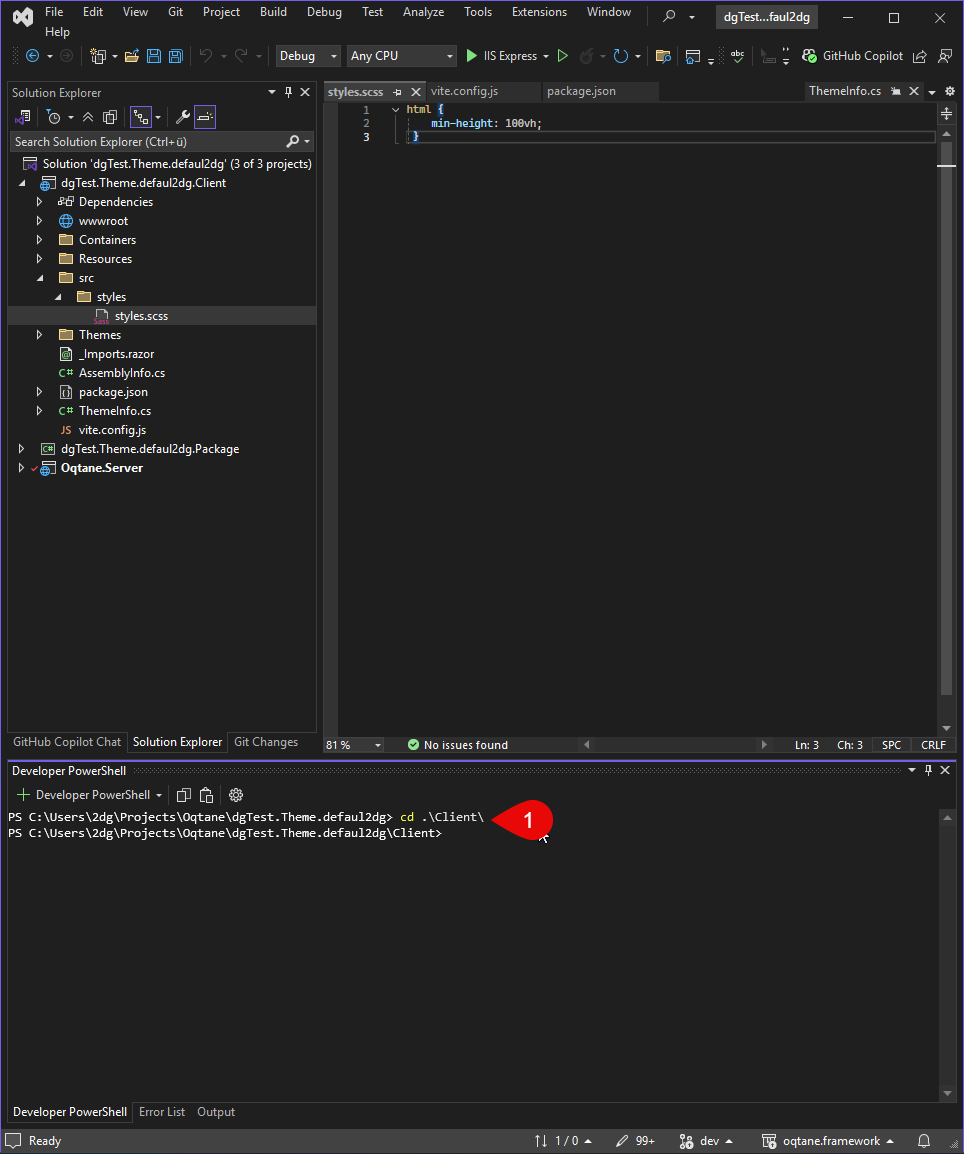 File Edit View Git Project Build Debug Test Analyze Tools Extensions Window dgTest...faul2dg
Help
Debug Any CPU IIS Express GitHub Copilot
Solution Explorer
Search Solution Explorer (Ctrl+ü)
Solution 'dgTest.Theme.defaul2dg' (3 of 3 projects)
dgTest.Theme.defaul2dg.Client
Dependencies
wwwroot
Containers
Resources
src
styles
styles.scss
Themes
_Imports.razor
C# AssemblyInfo.cs
package.json
C# ThemeInfo.cs
JS vite.config.js
C# dgTest.Theme.defaul2dg.Package
Oqtane.Server
GitHub Copilot Chat Solution Explorer Git Changes
styles.scss vite.config.js package.json ThemeInfo.cs
1 html {
2 min-height: 100vh;
3 }
81 % No issues found Ln: 3 Ch: 3 SPC CRLF
Developer PowerShell
Developer PowerShell
PS C:\Users\2dg\Projects\Oqtane\dgTest.Theme.defaul2dg> cd .\Client\
1
PS C:\Users\2dg\Projects\Oqtane\dgTest.Theme.defaul2dg\Client>
Developer PowerShell Error List Output
Ready 1 / 0 99+ dev oqtane.framework